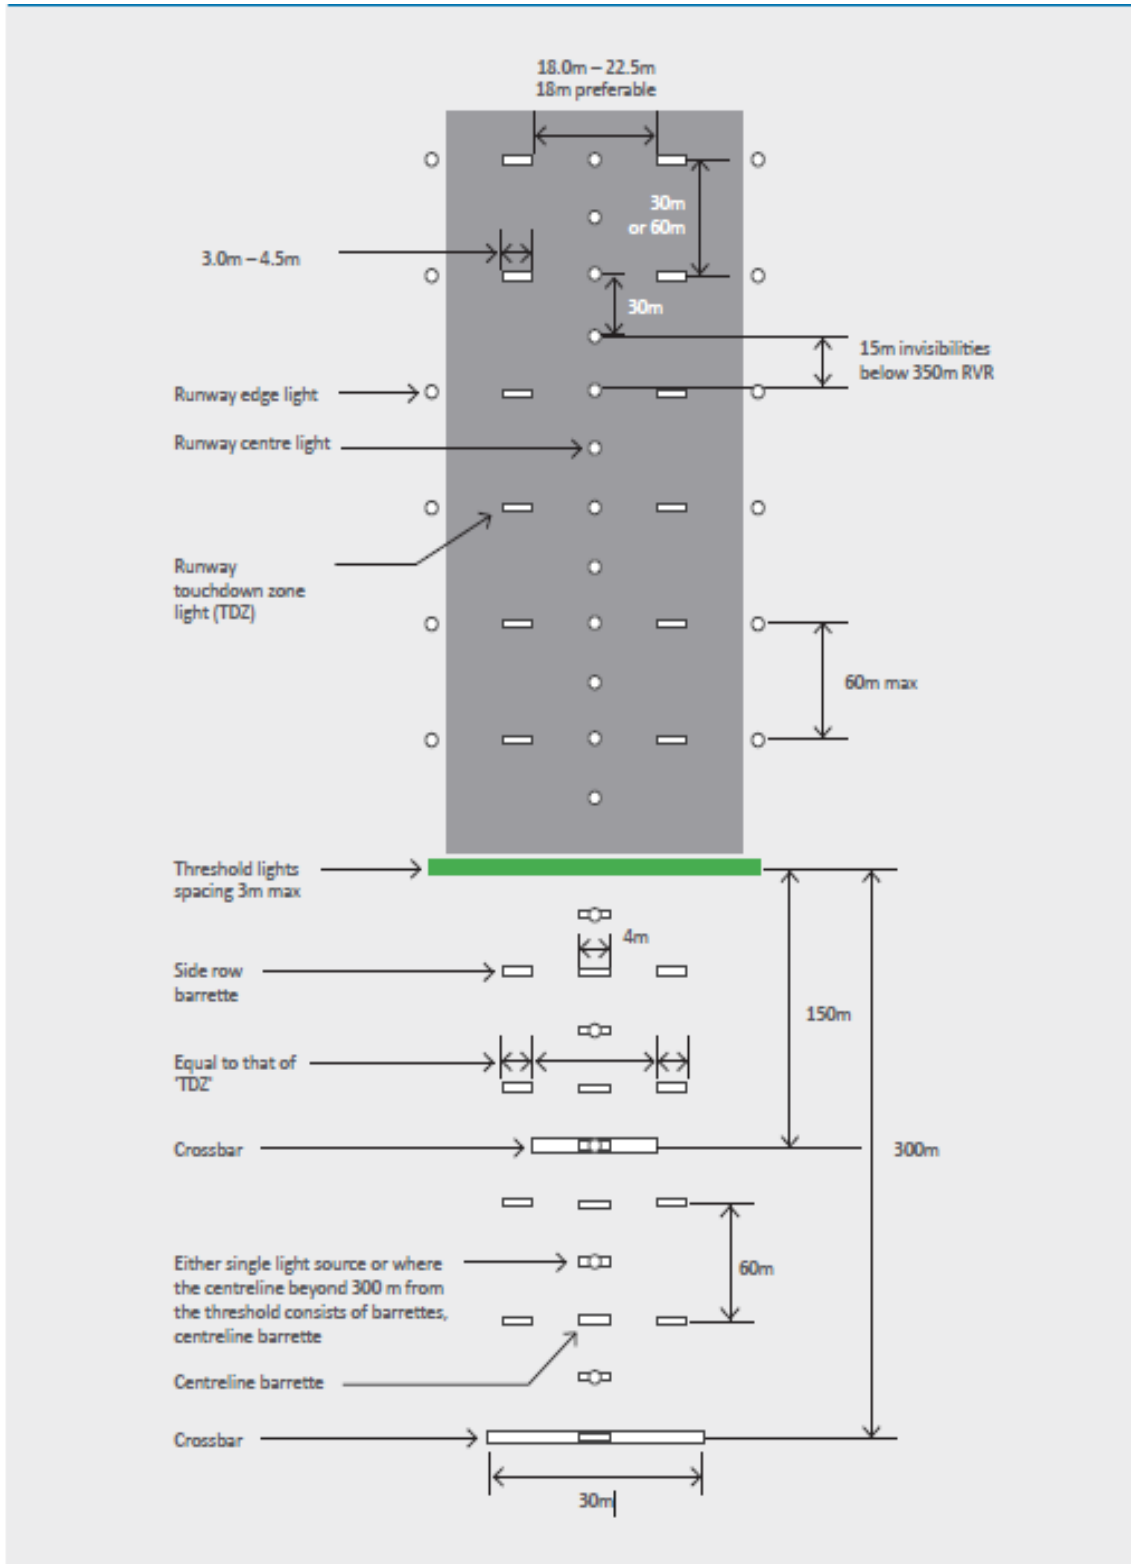 18.0m – 22.5m
18m preferable
30m
or 60m
3.0m – 4.5m
30m
15m invisibilities
below 350m RVR
Runway edge light
Runway centre light
Runway
touchdown zone
light (TDZ)
60m max
Threshold lights
spacing 3m max
4m
Side row
barrette
150m
Equal to that of
'TDZ'
Crossbar
300m
Either single light source or where
the centreline beyond 300 m from
the threshold consists of barrettes,
centreline barrette
60m
Centreline barrette
Crossbar
30m